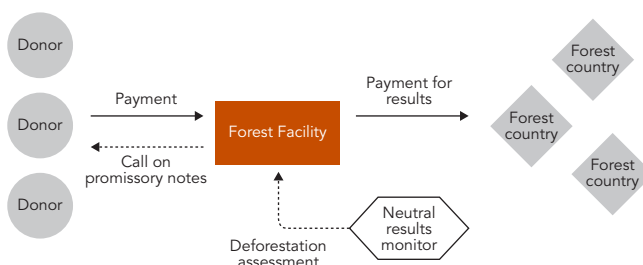 Donor
Donor
Donor
Payment
Call on
promissory notes
Forest Facility
Payment for
results
Forest
country
Forest
country
Forest
country
Neutral
results
monitor
Deforestation
assessment